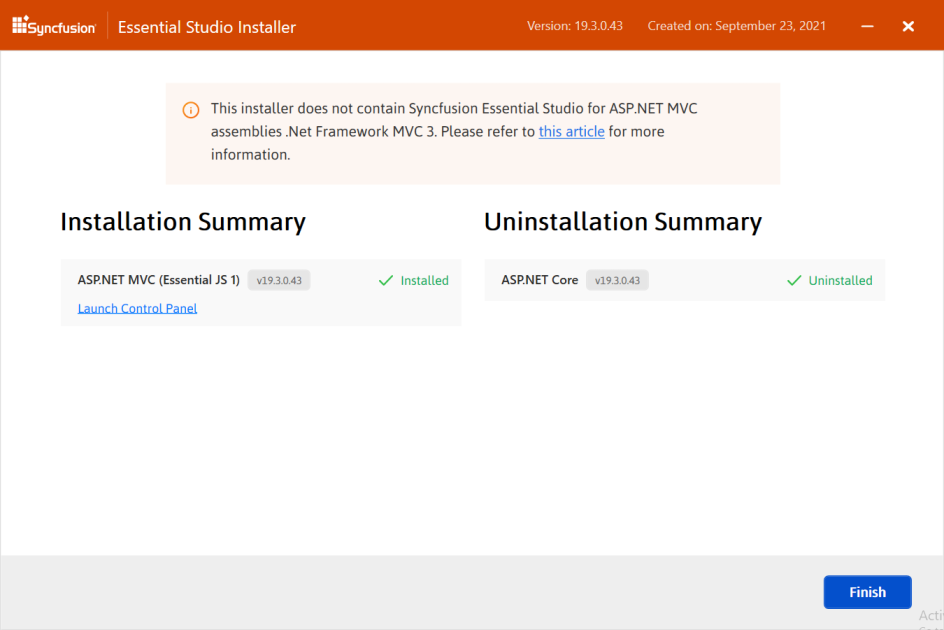 Syncfusion
Essential Studio Installer
Version: 19.3.0.43
Created on: September 23, 2021
This installer does not contain Syncfusion Essential Studio for ASP.NET MVC
assemblies .Net Framework MVC 3. Please refer to this article for more
information.
Installation Summary
ASP.NET MVC (Essential JS 1) v19.3.0.43 Installed
Launch Control Panel
Uninstallation Summary
ASP.NET Core v19.3.0.43 Uninstalled
Finish
Acti